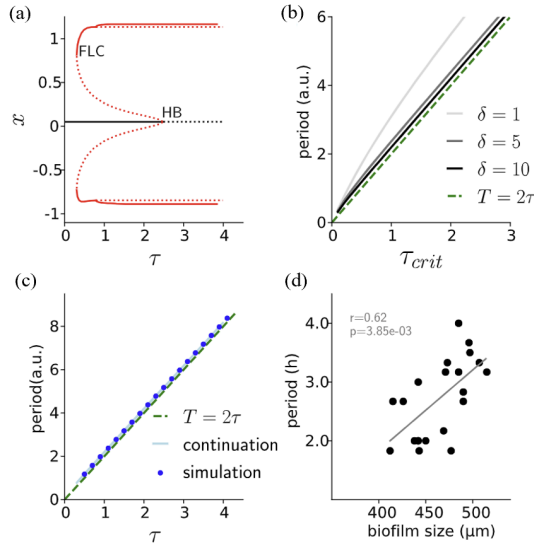 (a)
1
0.5
0
-0.5
-1
x
FLC
HB
0
1
2
3
4
τ
(b)
6
4
2
0
period (a.u.)
δ = 1
δ = 5
δ = 10
T = 2τ
0
1
2
3
τcrit
(c)
8
6
4
2
0
period(a.u.)
T = 2τ
continuation
simulation
0
1
2
3
4
τ
(d)
r=0.62
p=3.85e-03
4.0
3.0
2.0
period (h)
400
450
500
biofilm size (μm)